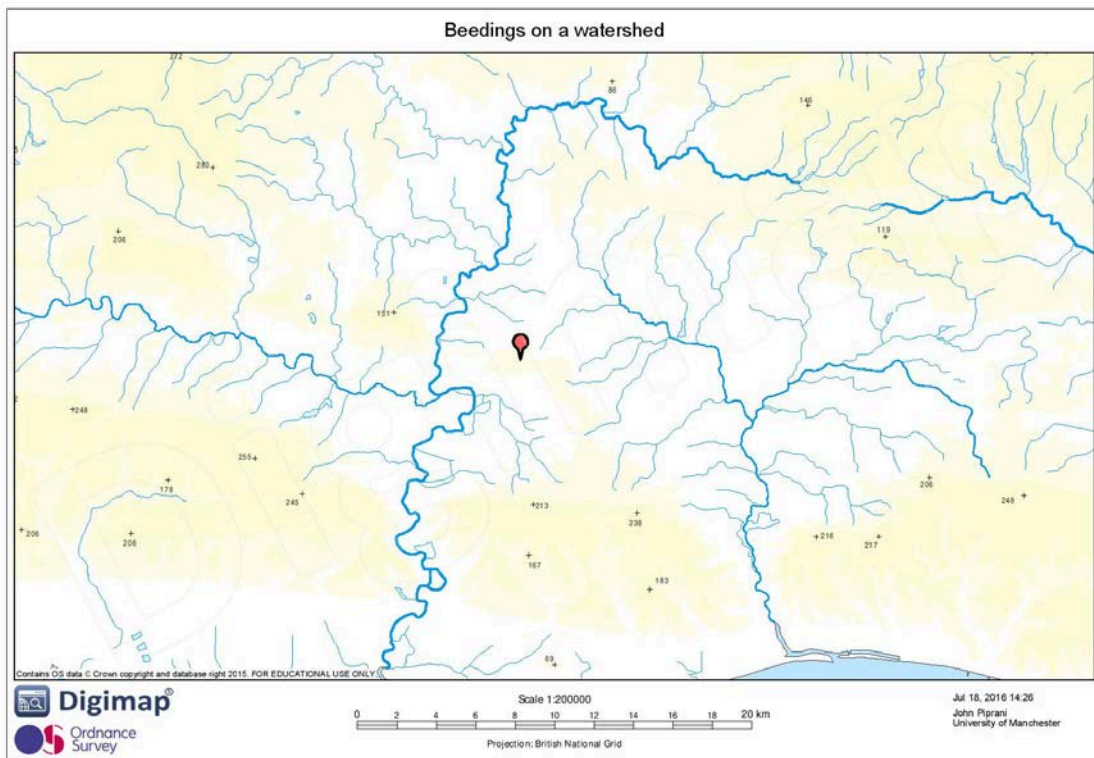 Beedings on a watershed
272
86
146
280
206
119
151
248
255
178
245
206
206
213
238
167
183
206
248
216
217
69
Contains OS data © Crown copyright and database right 2015. FOR EDUCATIONAL USE ONLY.
Digimap®
Ordnance
Survey
Scale 1:200000
0 2 4 6 8 10 12 14 16 18 20 km
Projection: British National Grid
Jul 18, 2016 14:26
John Piprani
University of Manchester